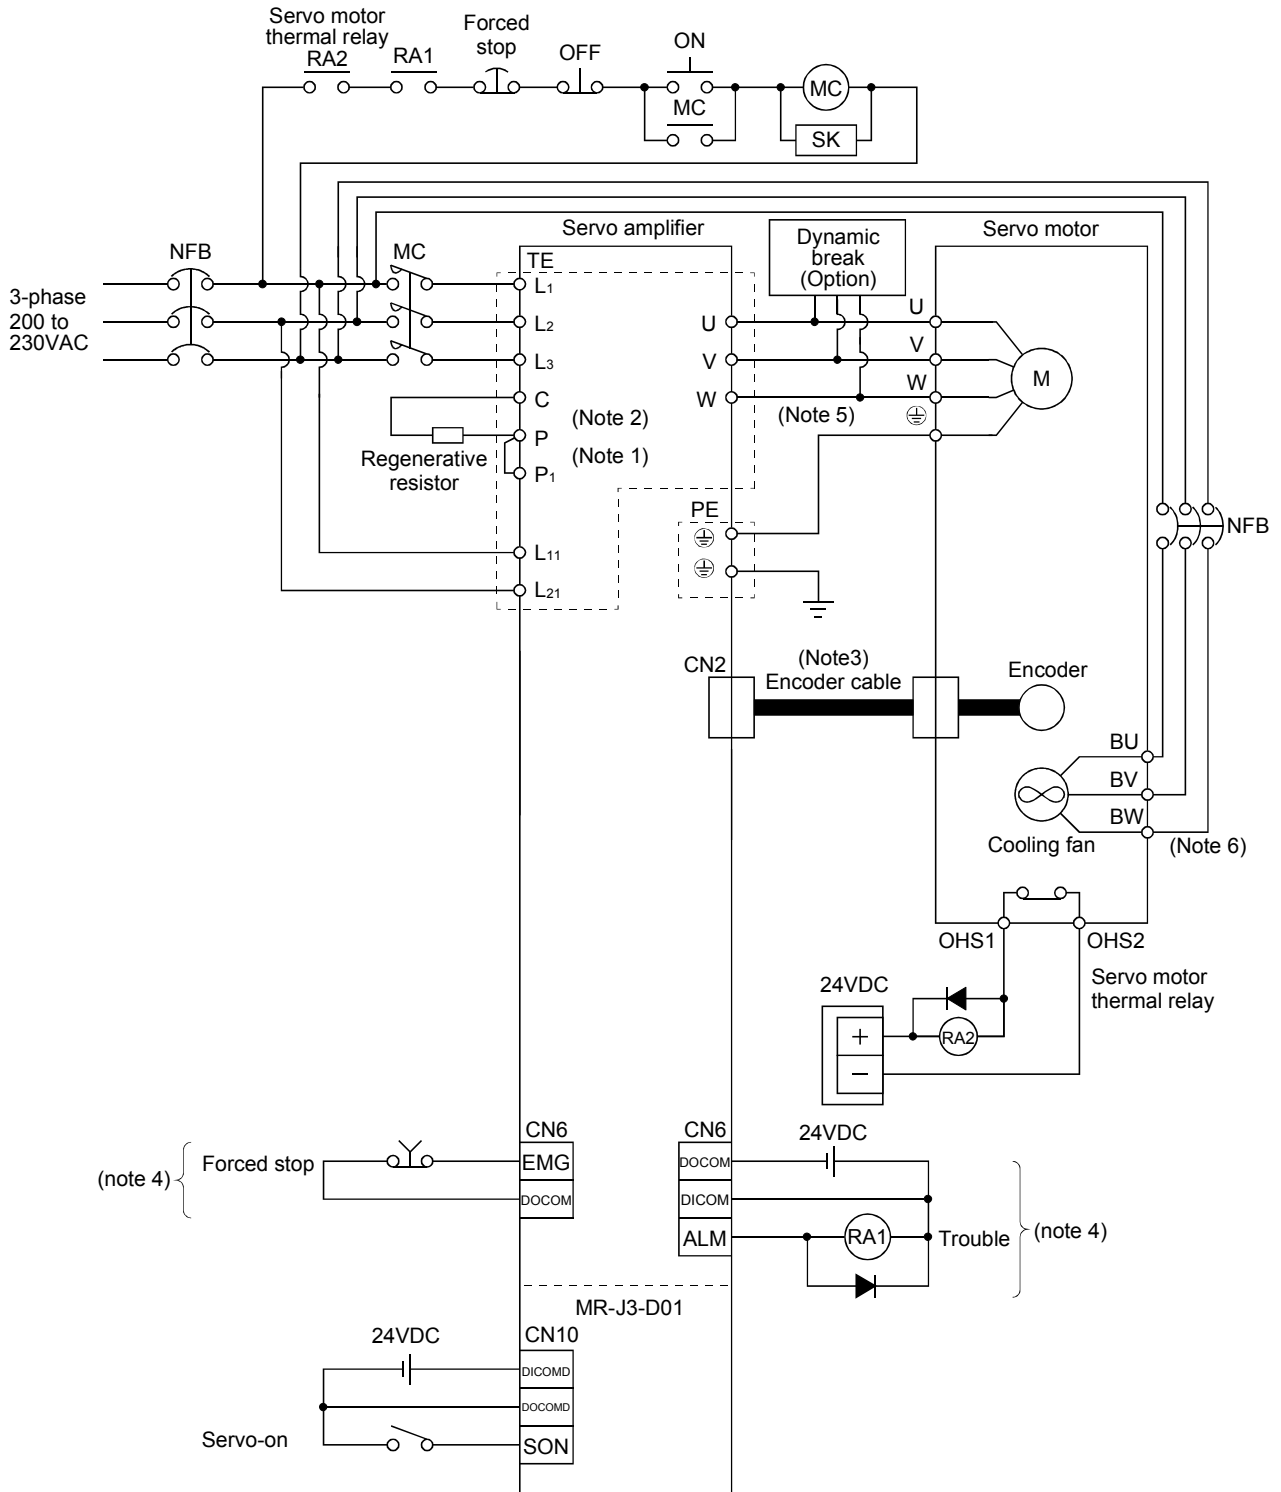 Servo motor
thermal relay
RA2
RA1
Forced
stop
OFF
ON
MC
MC
SK
NFB
MC
3-phase
200 to
230VAC
Servo amplifier
TE
L1
L2
L3
C
P
P1
L11
L21
(Note 2)
(Note 1)
Regenerative
resistor
U
V
W
PE
Dynamic
break
(Option)
(Note 5)
Servo motor
U
V
W
M
NFB
CN2
(Note3)
Encoder cable
Encoder
BU
BV
BW
Cooling fan
(Note 6)
OHS1
OHS2
Servo motor
thermal relay
24VDC
+
−
RA2
(note 4)
Forced stop
CN6
EMG
DOCOM
CN6
DOCOM
DICOM
ALM
24VDC
RA1
Trouble
(note 4)
MR-J3-D01
24VDC
CN10
DICOMD
DOCOMD
SON
Servo-on